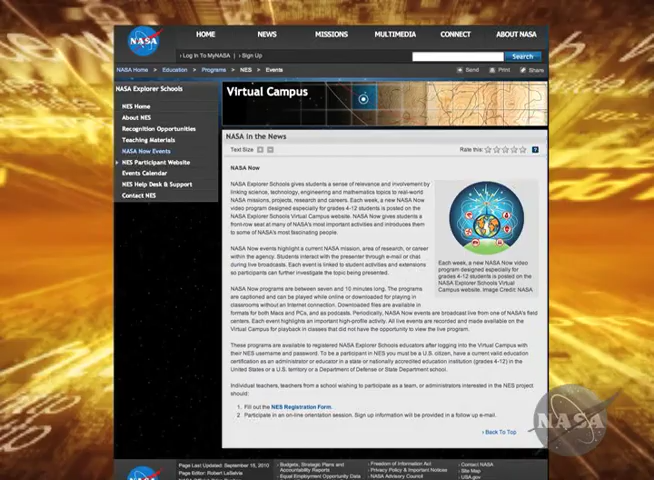 NASA
HOME NEWS MISSIONS MULTIMEDIA CONNECT ABOUT NASA
› Log In To MyNASA | › Sign Up
Search
NASA Home › Education › Programs › NES › Events
Send Print Share
NASA Explorer Schools
NES Home
About NES
Recognition Opportunities
Teaching Materials
NASA Now Events
NES Participant Website
Events Calendar
NES Help Desk & Support
Contact NES
Virtual Campus
NASA in the News
Text Size
Rate this:
NASA Now
NASA Explorer Schools gives students a sense of relevance and involvement by
linking science, technology, engineering and mathematics topics to real-world
NASA missions, projects, research and careers. Each week, a new NASA Now
video program designed especially for grades 4-12 students is posted on the
NASA Explorer Schools Virtual Campus website. NASA Now gives students a
front-row seat at many of NASA's most important activities and introduces them
to some of NASA's most fascinating people.
NASA Now events highlight a current NASA mission, area of research, or career
within the agency. Students interact with the presenter through e-mail or chat
during live broadcasts. Each event is linked to student activities and extensions
so participants can further investigate the topic being presented.
NASA Now programs are between seven and 10 minutes long. The programs
are captioned and can be played while online or downloaded for playing in
classrooms without an Internet connection. Downloaded files are available in
formats for both Macs and PCs, and as podcasts. Periodically, NASA Now events are broadcast live from one of NASA's field
centers. Each event highlights an important high-profile activity. All live events are recorded and made available on the
Virtual Campus for playback in classes that did not have the opportunity to view the live program.
These programs are available to registered NASA Explorer Schools educators after logging into the Virtual Campus with
their NES username and password. To be a participant in NES you must be a U.S. citizen, have a current valid education
certification as an administrator or educator in a state or nationally accredited education institution (grades 4-12) in the
United States or a U.S. territory or a Department of Defense or State Department school.
Individual teachers, teachers from a school wishing to participate as a team, or administrators interested in the NES project
should:
1. Fill out the NES Registration Form.
2. Participate in an on-line orientation session. Sign up information will be provided in a follow up e-mail.
Each week, a new NASA Now video
program designed especially for
grades 4-12 students is posted on the
NASA Explorer Schools Virtual Campus
website. Image Credit: NASA
› Back To Top
NASA
NASA
Page Last Updated: September 15, 2010
Page Editor: Robert LaSalvia
› Budgets, Strategic Plans and
Accountability Reports
› Equal Employment Opportunity Data
› Freedom of Information Act
› Privacy Policy & Important Notices
› NASA Advisory Council
› Contact NASA
› Site Map
› USA.gov